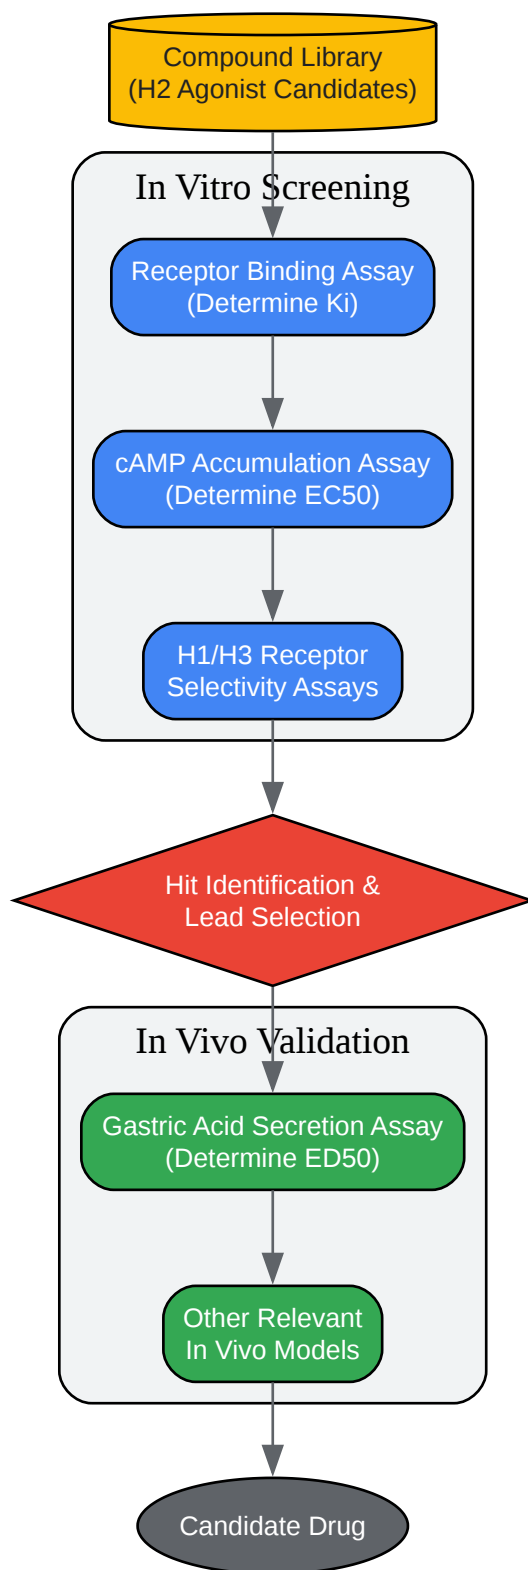 Compound Library
(H2 Agonist Candidates)
In Vitro Screening
Receptor Binding Assay
(Determine Ki)
cAMP Accumulation Assay
(Determine EC50)
H1/H3 Receptor
Selectivity Assays
Hit Identification &
Lead Selection
In Vivo Validation
Gastric Acid Secretion Assay
(Determine ED50)
Other Relevant
In Vivo Models
Candidate Drug